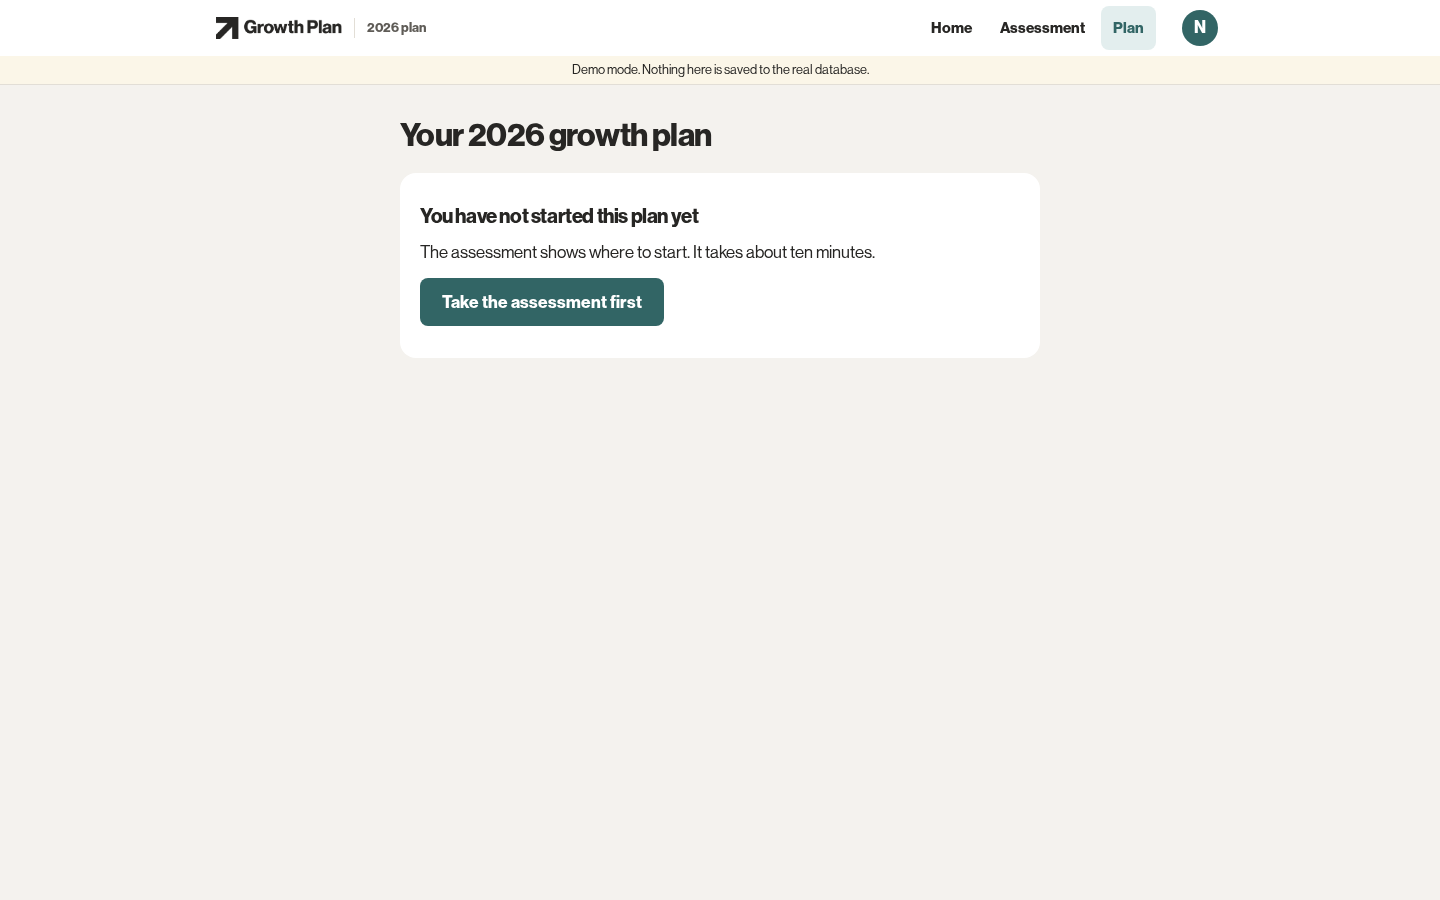 Growth Plan
2026 plan
Home
Assessment
Plan
N
Demo mode. Nothing here is saved to the real database.
Your 2026 growth plan
You have not started this plan yet
The assessment shows where to start. It takes about ten minutes.
Take the assessment first